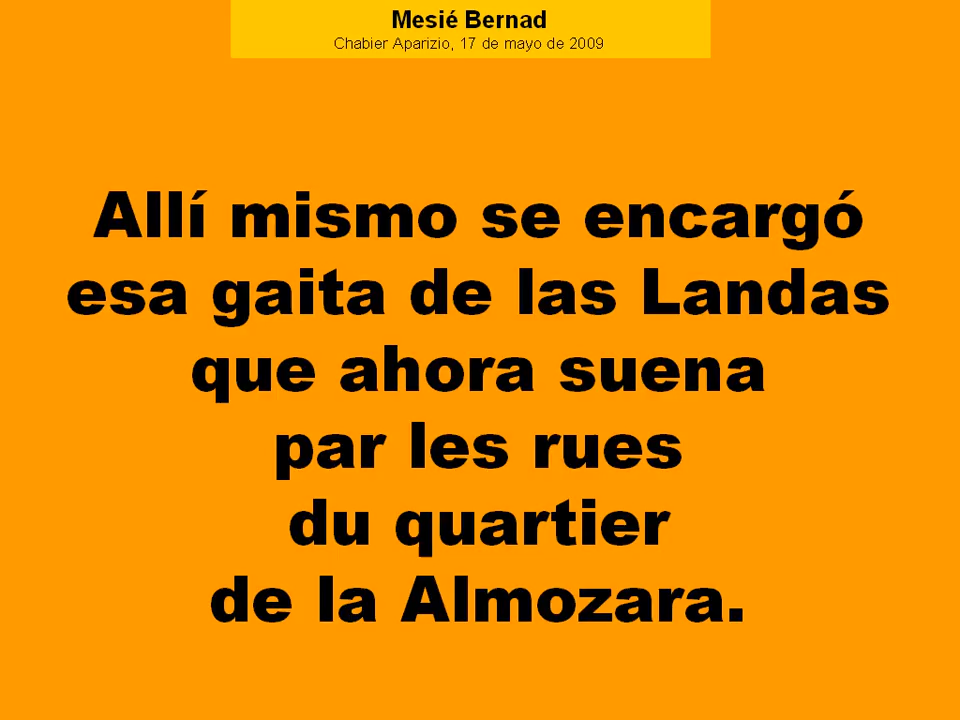 Mesié Bernad
Chabier Aparizio, 17 de mayo de 2009
Allí mismo se encargó
esa gaita de las Landas
que ahora suena
par les rues
du quartier
de la Almozara.